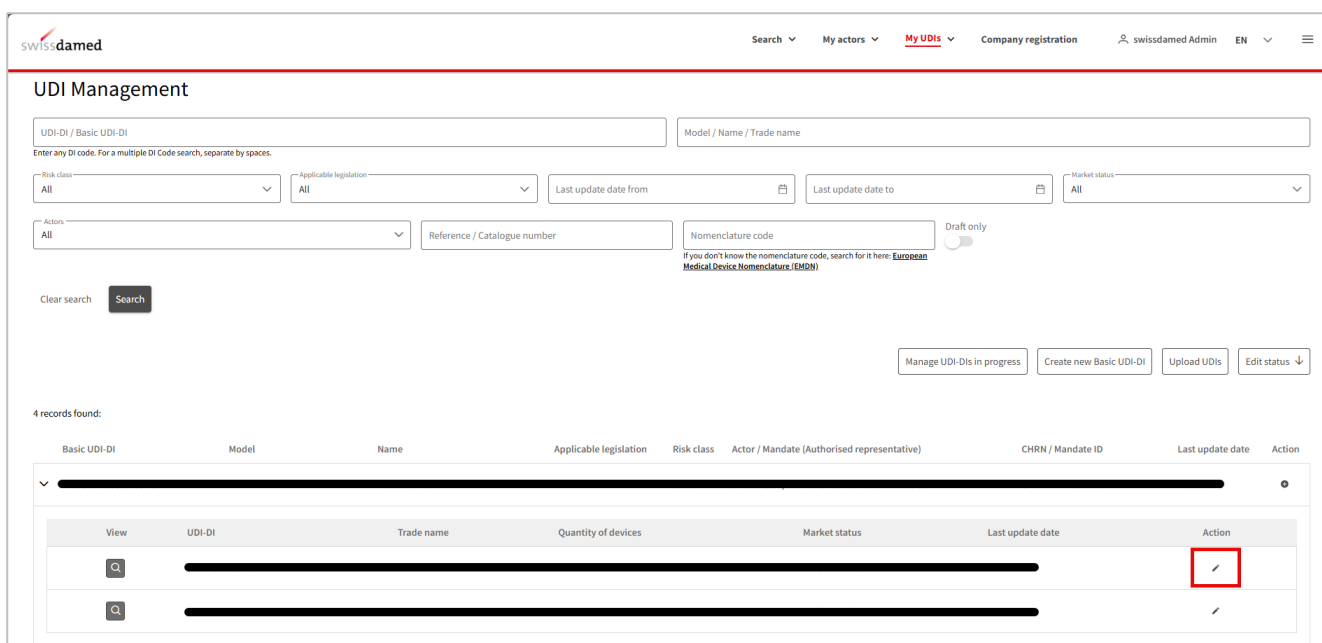 swissdamed
Search My actors My UDIs Company registration swissdamed Admin EN
UDI Management
UDI-DI / Basic UDI-DI Model / Name / Trade name
Enter any DI code. For a multiple DI Code search, separate by spaces.
Risk class Applicable legislation Market status
All All Last update date from Last update date to All
Actors Draft only
All Reference / Catalogue number Nomenclature code
If you don't know the nomenclature code, search for it here: European
Medical Device Nomenclature (EMDN)
Clear search Search
Manage UDI-DIs in progress Create new Basic UDI-DI Upload UDIs Edit status
4 records found:
Basic UDI-DI Model Name Applicable legislation Risk class Actor / Mandate (Authorised representative) CHRN / Mandate ID Last update date Action
View UDI-DI Trade name Quantity of devices Market status Last update date Action